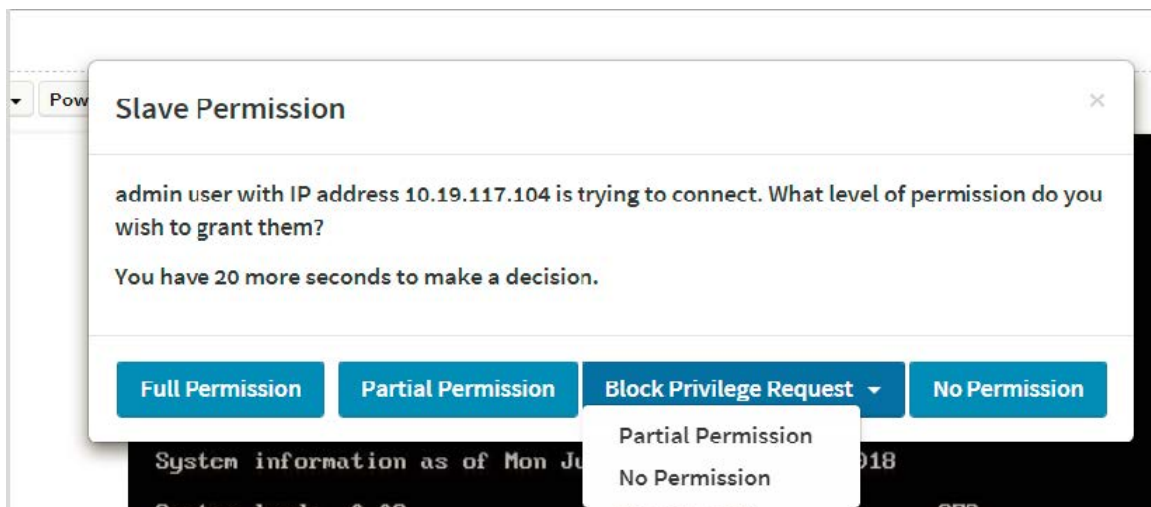 Pow
Slave Permission
×
admin user with IP address 10.19.117.104 is trying to connect. What level of permission do you
wish to grant them?
You have 20 more seconds to make a decision.
Full Permission Partial Permission Block Privilege Request No Permission
Partial Permission
No Permission
System information as of Mon Ju 018